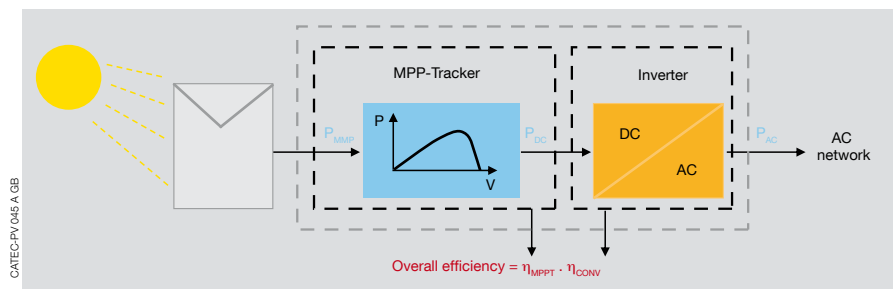 MPP-Tracker
Inverter
P_MMP
P
V
P_DC
DC
AC
P_AC
AC
network
Overall efficiency = η_MPPT . η_CONV
CATEC-PV 045 A GB